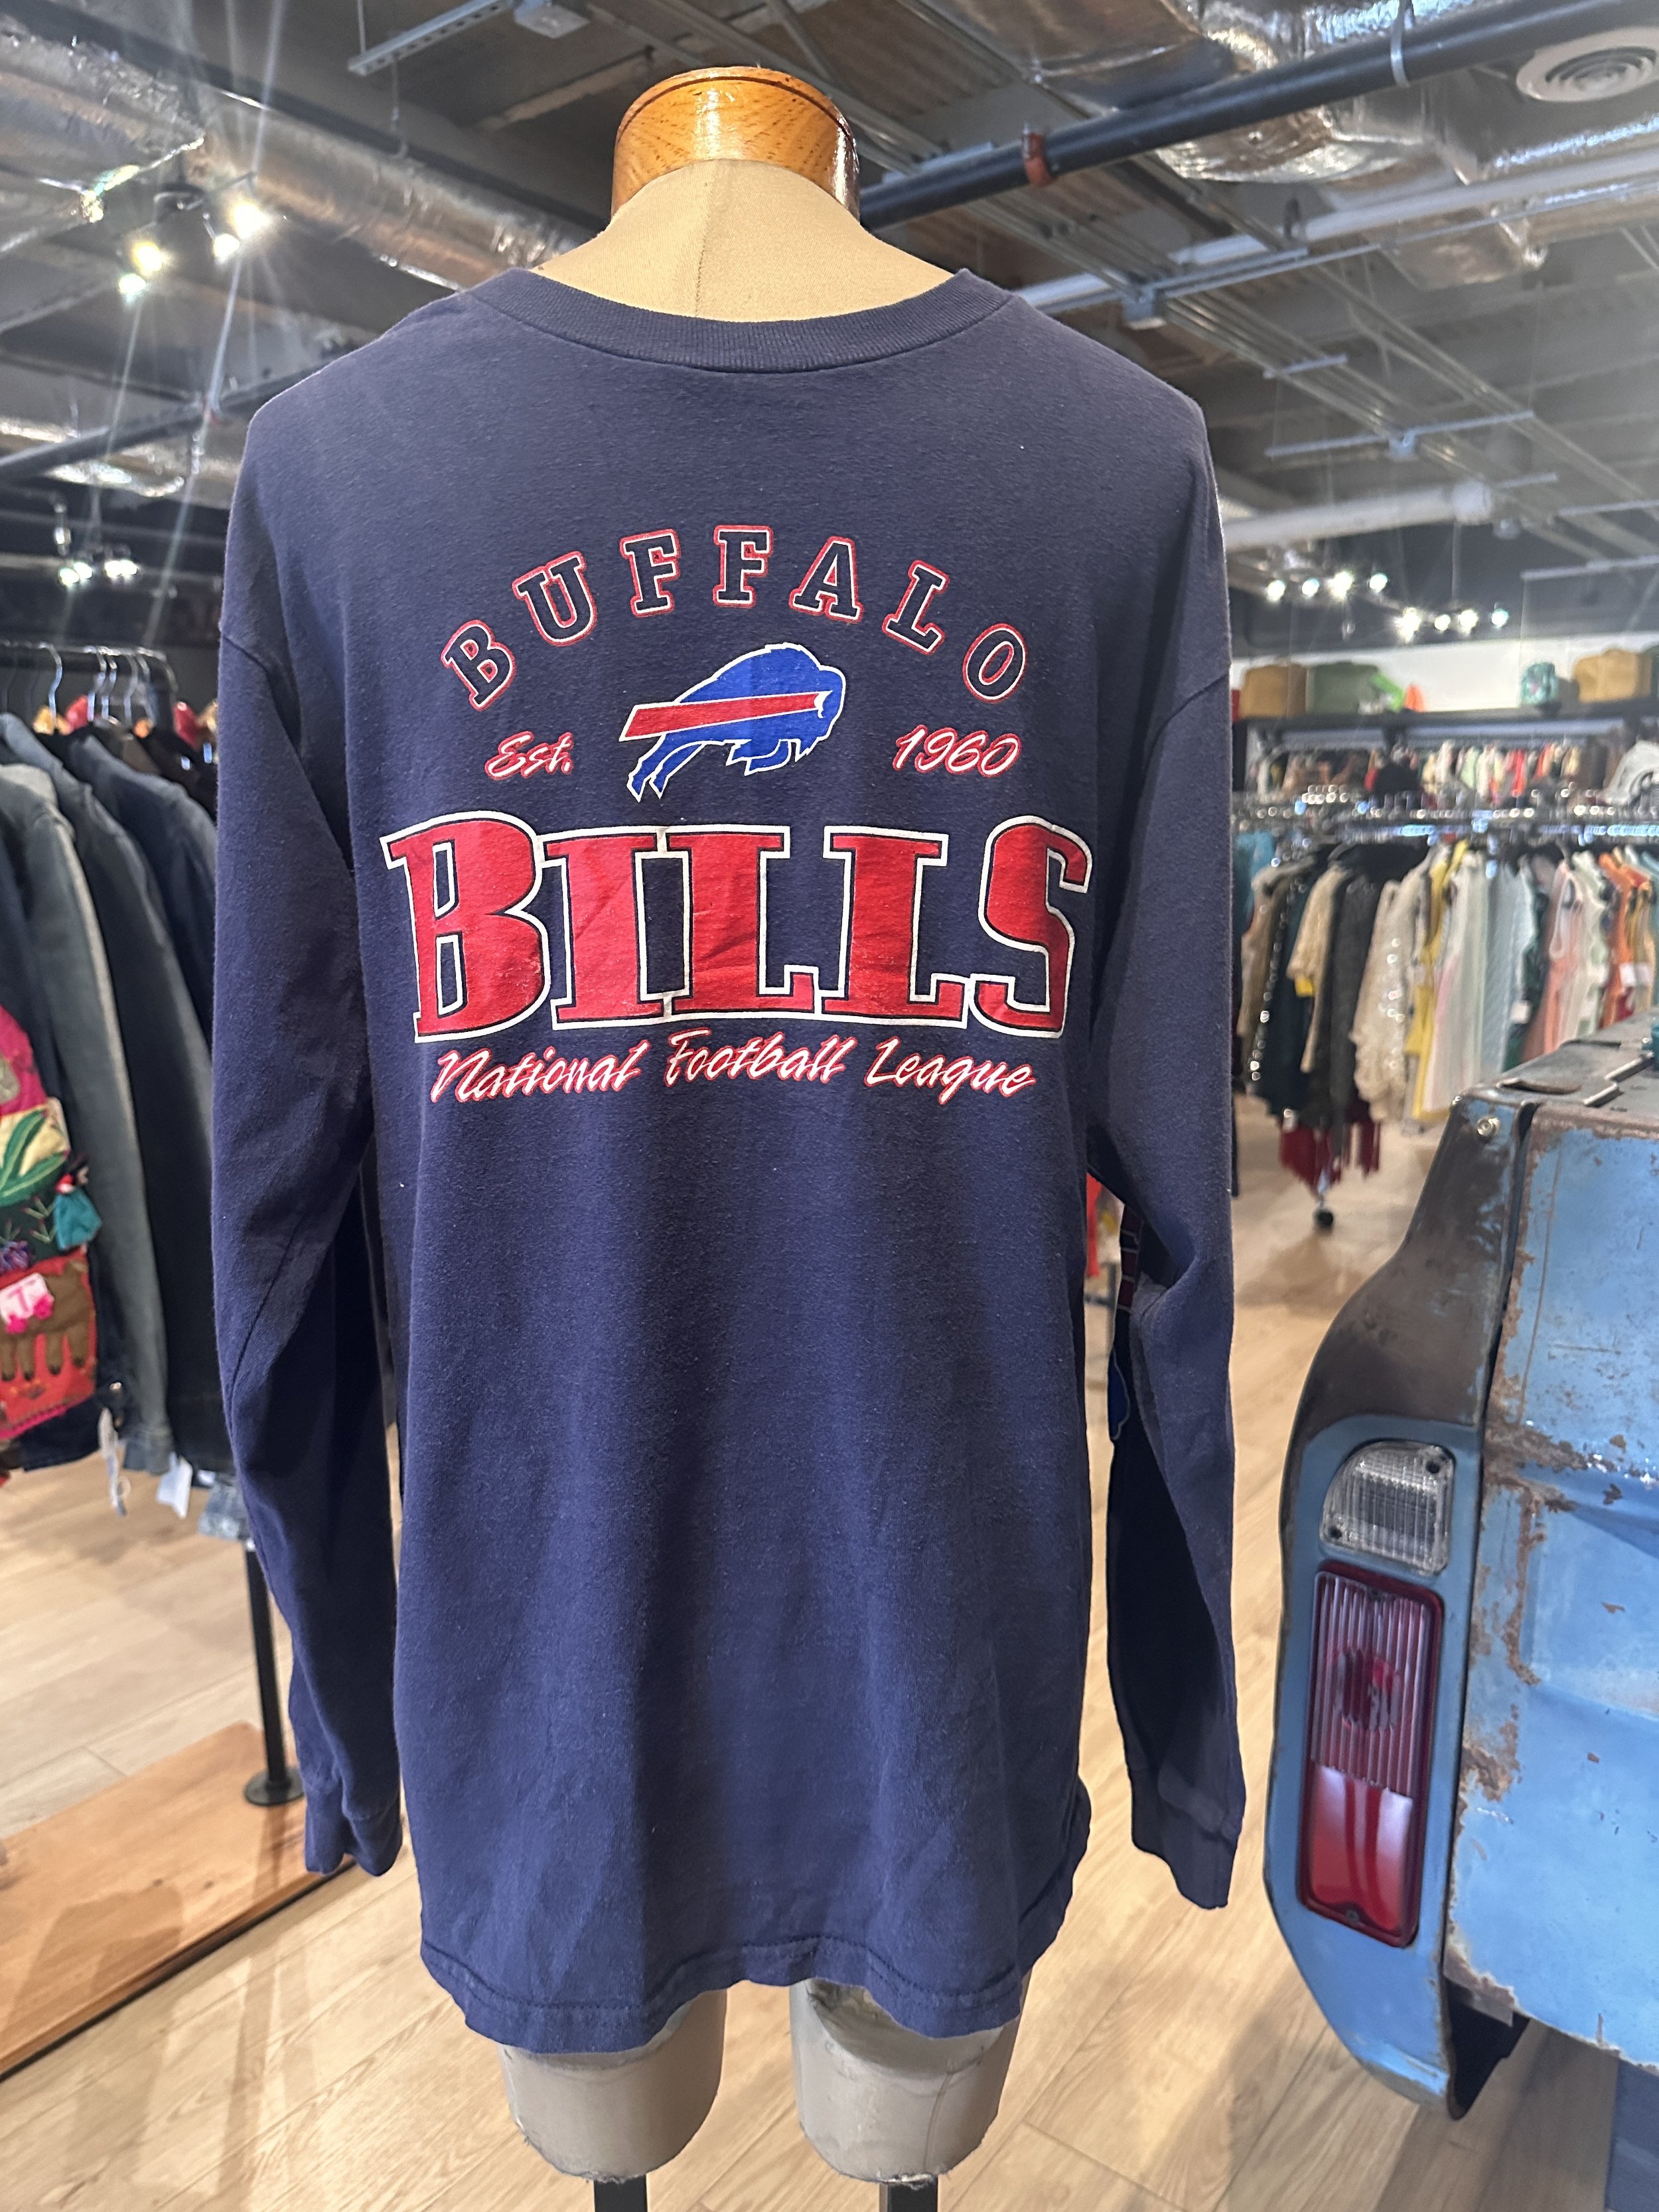 BUFFALO
Est. 1960
BILLS
National Football League